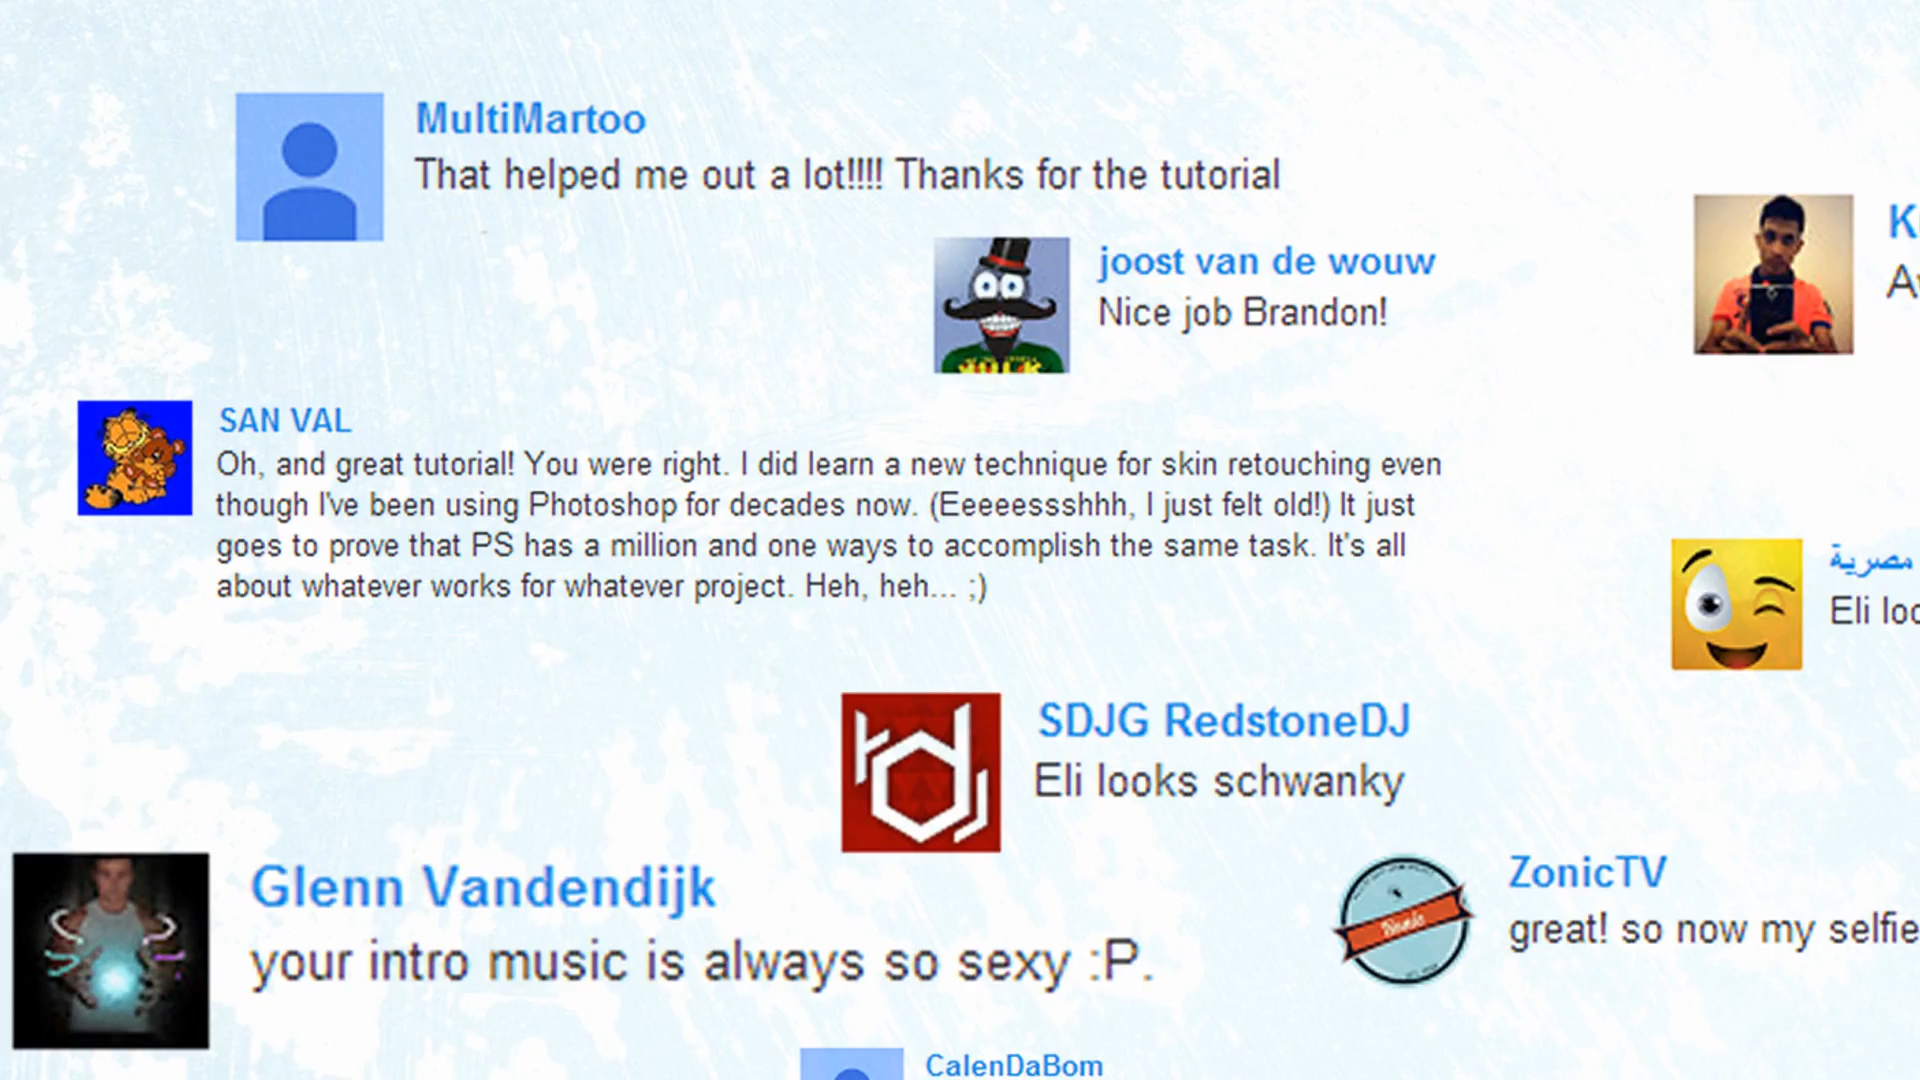 MultiMartoo
That helped me out a lot!!!! Thanks for the tutorial
joost van de wouw
Nice job Brandon!
SAN VAL
Oh, and great tutorial! You were right. I did learn a new technique for skin retouching even
though I've been using Photoshop for decades now. (Eeeeessshhh, I just felt old!) It just
goes to prove that PS has a million and one ways to accomplish the same task. It's all
about whatever works for whatever project. Heh, heh... ;)
مصرية
Eli
SDJG RedstoneDJ
Eli looks schwanky
Glenn Vandendijk
your intro music is always so sexy :P.
ZonicTV
great! so now my selfie
CalenDaBom